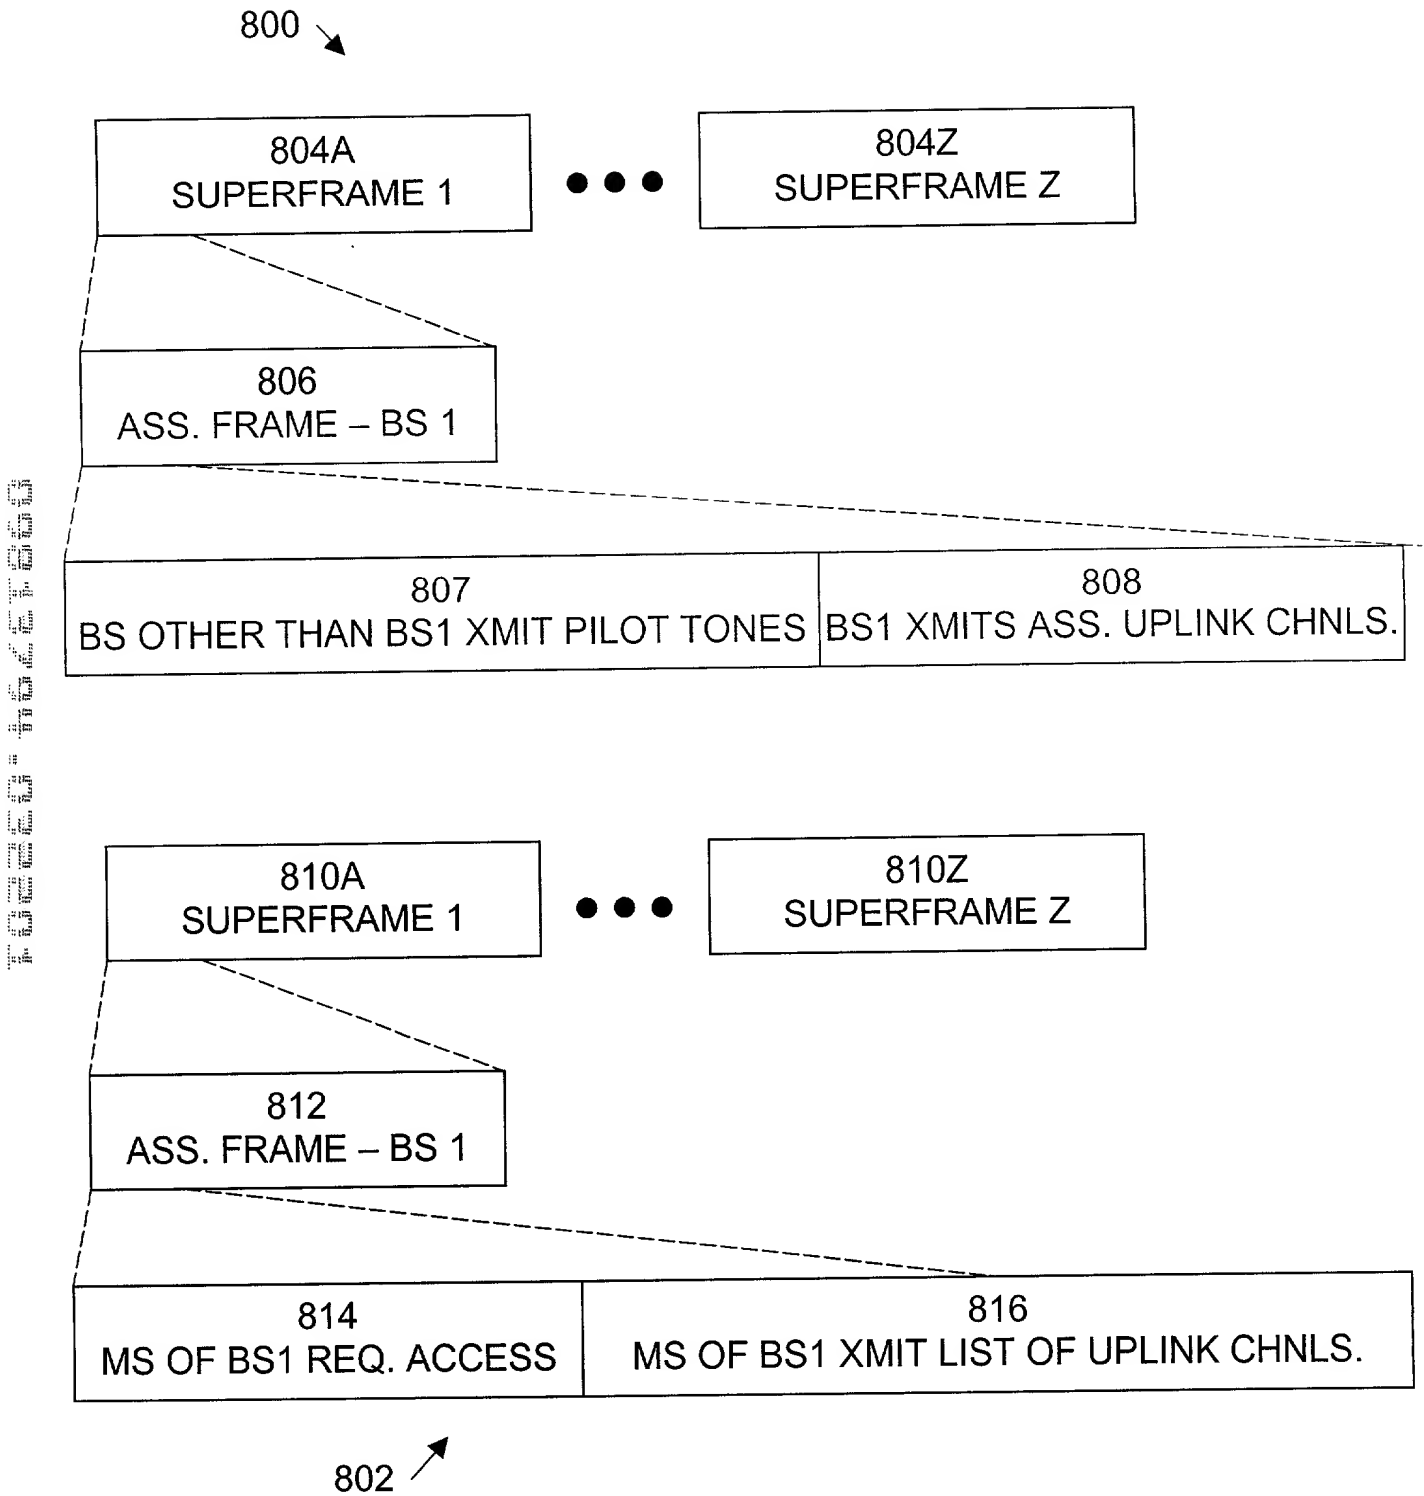 800
804A
SUPERFRAME 1
804Z
SUPERFRAME Z
806
ASS. FRAME – BS 1
807
BS OTHER THAN BS1 XMIT PILOT TONES
808
BS1 XMITS ASS. UPLINK CHNLS.
810A
SUPERFRAME 1
810Z
SUPERFRAME Z
812
ASS. FRAME – BS 1
814
MS OF BS1 REQ. ACCESS
816
MS OF BS1 XMIT LIST OF UPLINK CHNLS.
802